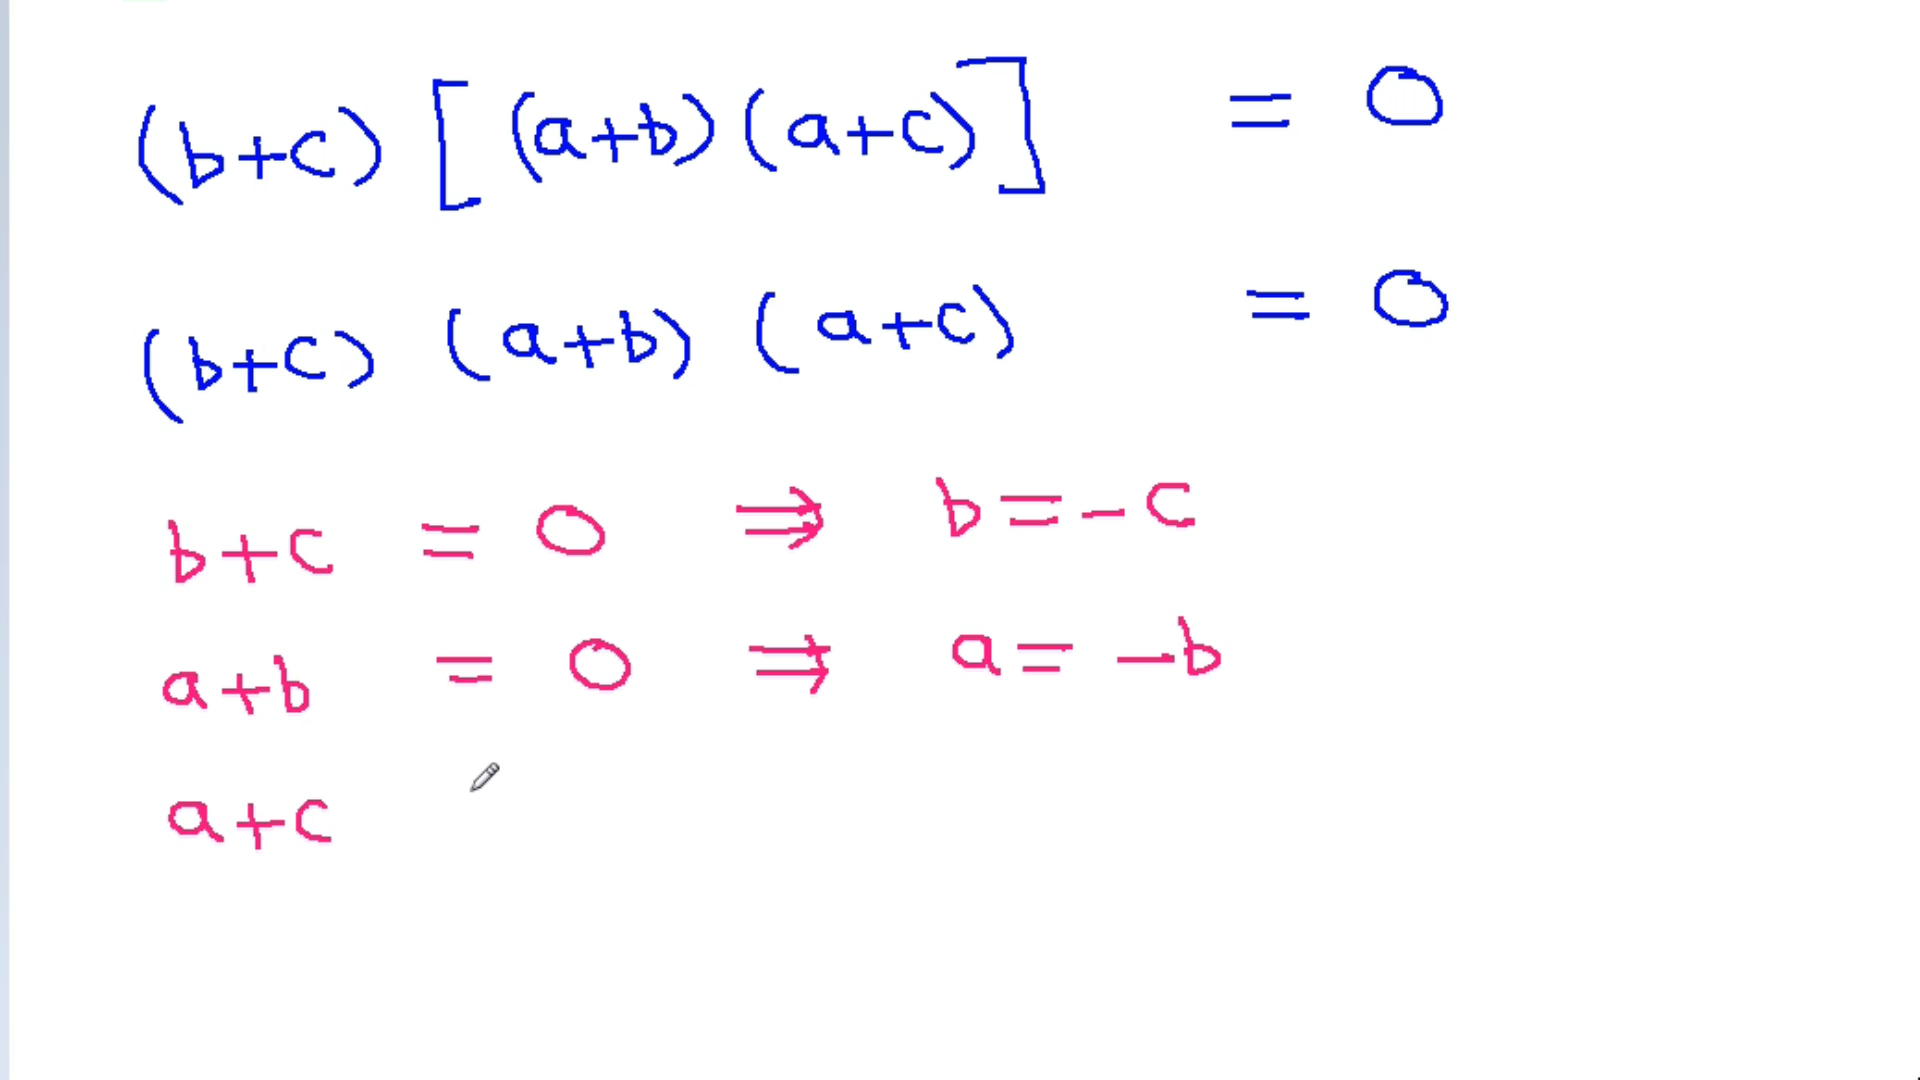 (b+c) [ (a+b) (a+c) ] = 0
(b+c) (a+b) (a+c) = 0
b+c = 0 ⇒ b = -c
a+b = 0 ⇒ a = -b
a+c